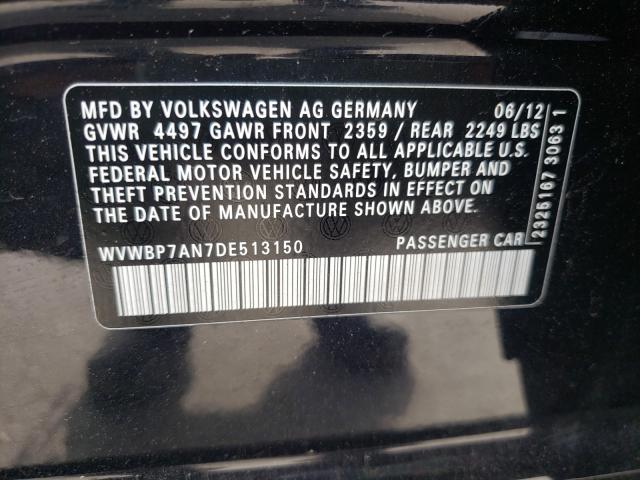 MFD BY VOLKSWAGEN AG GERMANY 06/12
GVWR 4497 GAWR FRONT 2359 / REAR 2249 LBS
THIS VEHICLE CONFORMS TO ALL APPLICABLE U.S.
FEDERAL MOTOR VEHICLE SAFETY, BUMPER AND
THEFT PREVENTION STANDARDS IN EFFECT ON
THE DATE OF MANUFACTURE SHOWN ABOVE.
WVWBP7AN7DE513150 PASSENGER CAR
2325167 3063 1